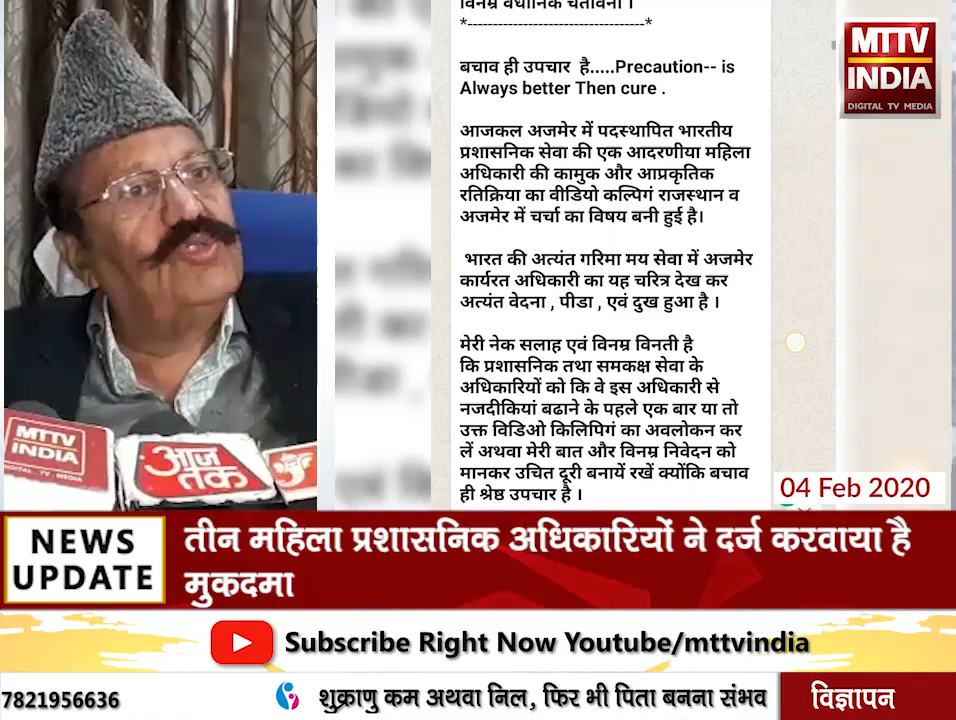 विनम्र वैधानिक चेतावनी ।
*-----------------------------------*
बचाव ही उपचार है.....Precaution-- is
Always better Then cure .
आजकल अजमेर में पदस्थापित भारतीय
प्रशासनिक सेवा की एक आदरणीया महिला
अधिकारी की कामुक और आप्रकृतिक
रतिक्रिया का वीडियो कल्पिगं राजस्थान व
अजमेर में चर्चा का विषय बनी हुई है।
भारत की अत्यंत गरिमा मय सेवा में अजमेर
कार्यरत अधिकारी का यह चरित्र देख कर
अत्यंत वेदना , पीडा , एवं दुख हुआ है ।
मेरी नेक सलाह एवं विनम्र विनती है
कि प्रशासनिक तथा समकक्ष सेवा के
अधिकारियों को कि वे इस अधिकारी से
नजदीकियां बढाने के पहले एक बार या तो
उक्त विडिओ किलिपिगं का अवलोकन कर
लें अथवा मेरी बात और विनम्र निवेदन को
मानकर उचित दूरी बनायें रखें क्योंकि बचाव
ही श्रेष्ठ उपचार है ।
MTTV
INDIA
DIGITAL TV MEDIA
MTTV
INDIA
DIGITAL TV MEDIA
आज
तक
04 Feb 2020
NEWS
UPDATE
तीन महिला प्रशासनिक अधिकारियों ने दर्ज करवाया है
मुकदमा
Subscribe Right Now Youtube/mttvindia
7821956636
शुक्राणु कम अथवा निल, फिर भी पिता बनना संभव
विज्ञापन